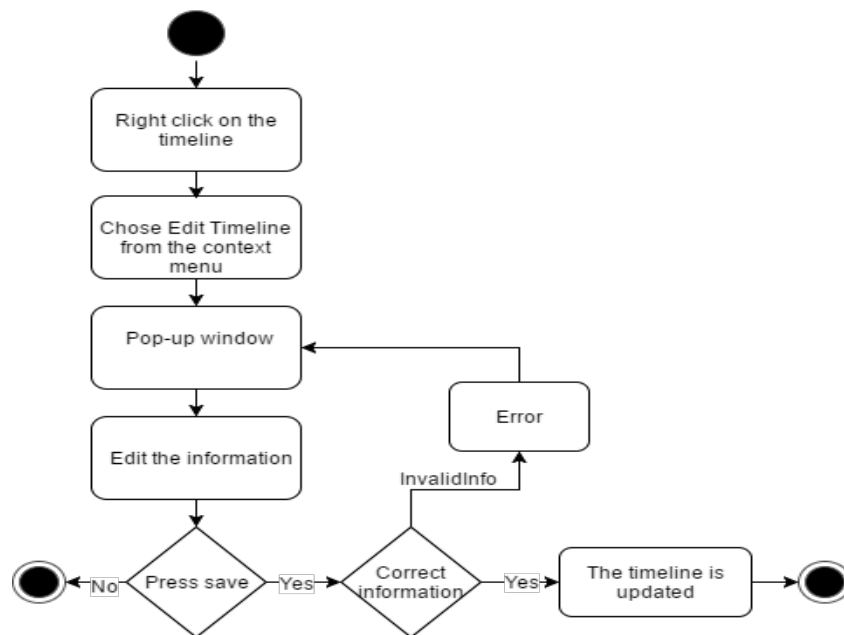 Right click on the
timeline
Chose Edit Timeline
from the context
menu
Pop-up window
Error
Edit the information
InvalidInfo
No
Press save
Yes
Correct
information
Yes
The timeline is
updated